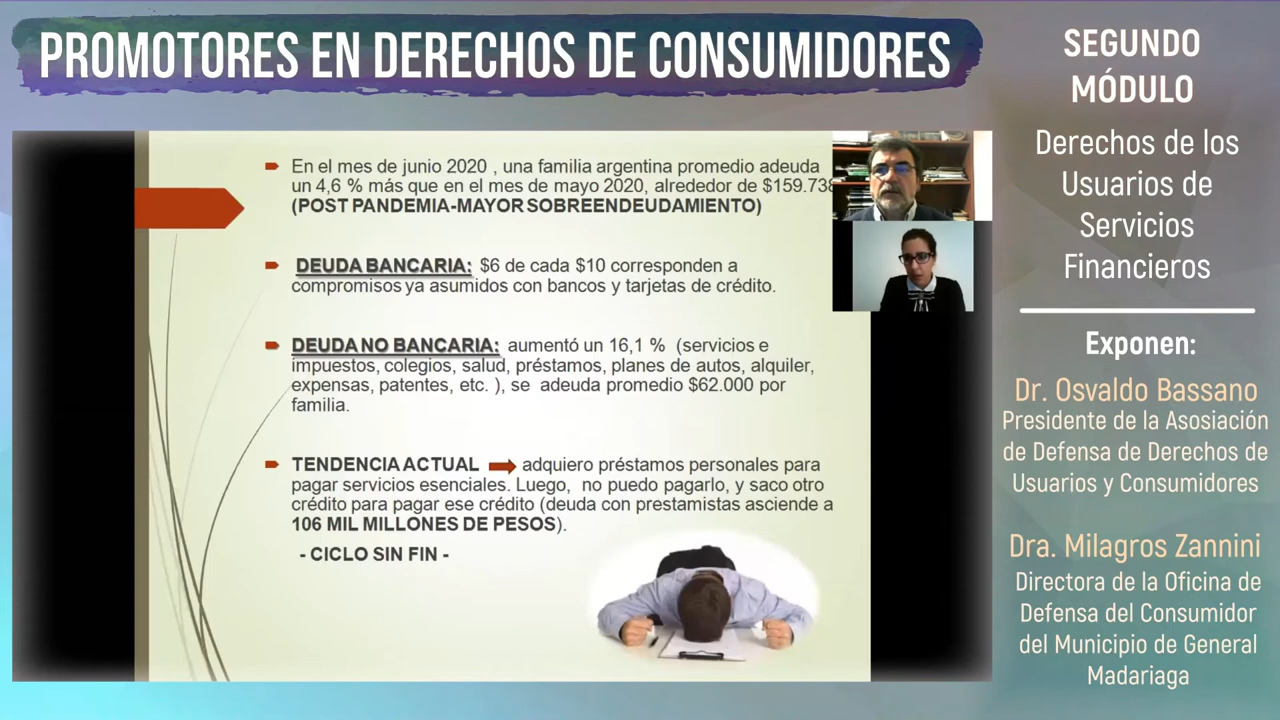 PROMOTORES EN DERECHOS DE CONSUMIDORES
En el mes de junio 2020 , una familia argentina promedio adeuda
un 4,6 % más que en el mes de mayo 2020, alrededor de $159.738
(POST PANDEMIA-MAYOR SOBREENDEUDAMIENTO)
DEUDA BANCARIA: $6 de cada $10 corresponden a
compromisos ya asumidos con bancos y tarjetas de crédito.
DEUDA NO BANCARIA: aumentó un 16,1 % (servicios e
impuestos, colegios, salud, préstamos, planes de autos, alquiler,
expensas, patentes, etc. ), se adeuda promedio $62.000 por
familia.
TENDENCIA ACTUAL adquiero préstamos personales para
pagar servicios esenciales. Luego, no puedo pagarlo, y saco otro
crédito para pagar ese crédito (deuda con prestamistas asciende a
106 MIL MILLONES DE PESOS).
- CICLO SIN FIN -
SEGUNDO
MÓDULO
Derechos de los
Usuarios de
Servicios
Financieros
Exponen:
Dr. Osvaldo Bassano
Presidente de la Asosiación
de Defensa de Derechos de
Usuarios y Consumidores
Dra. Milagros Zannini
Directora de la Oficina de
Defensa del Consumidor
del Municipio de General
Madariaga